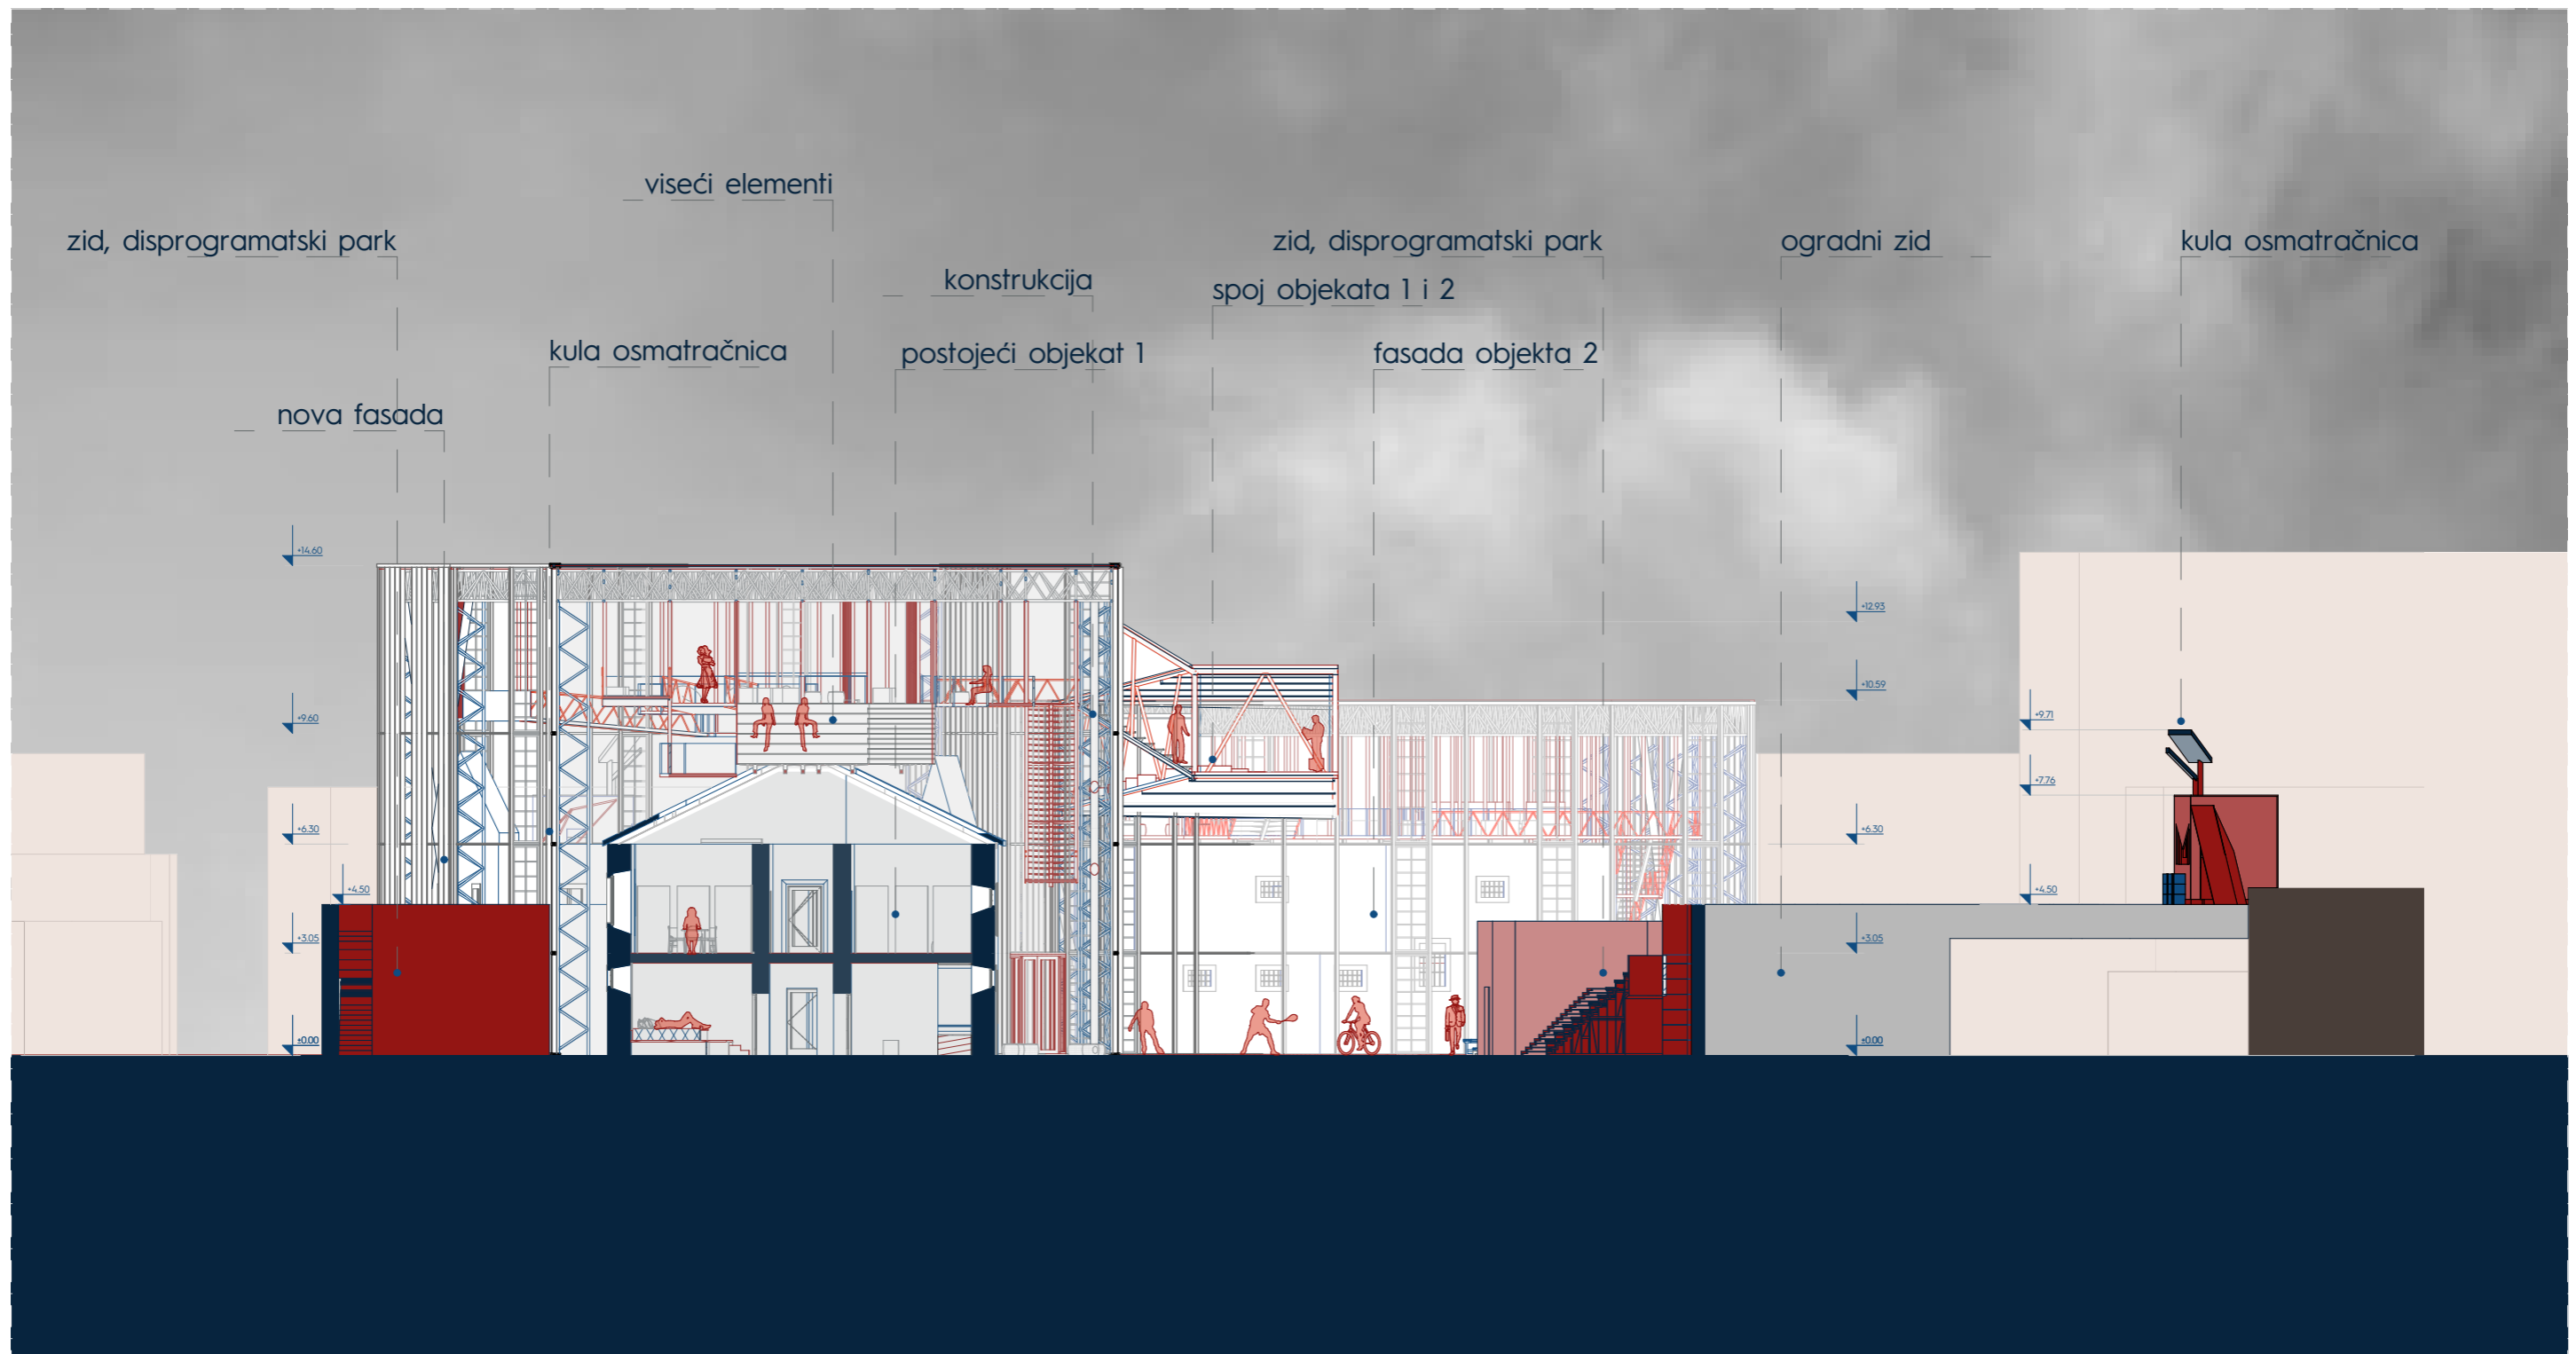 viseći elementi
zid, disprogramatski park
zid, disprogramatski park
ogradni zid
kula osmatračnica
konstrukcija
spoj objekata 1 i 2
kula osmatračnica
postojeći objekat 1
fasada objekta 2
nova fasada
+14.60
+12.93
+10.59
+9.60
+9.71
+7.76
+6.30
+6.30
+4.50
+4.50
+3.05
+3.05
±0.00
±0.00